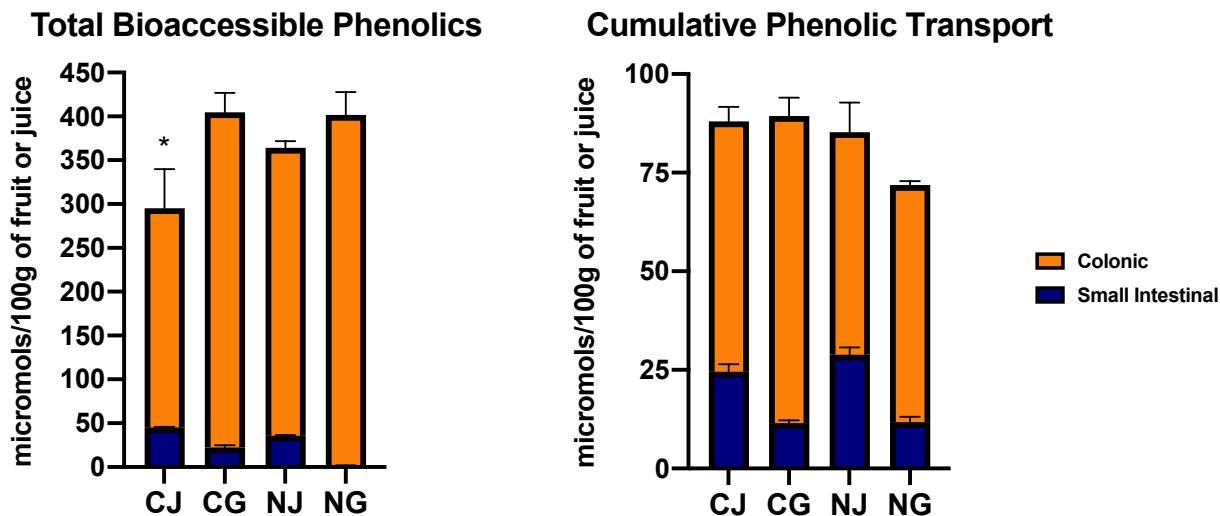 Total Bioaccessible Phenolics
micromols/100g of fruit or juice
450
400
350
300
250
200
150
100
50
0
*
CJ CG NJ NG
Cumulative Phenolic Transport
micromols/100g of fruit or juice
100
75
50
25
0
CJ CG NJ NG
Colonic
Small Intestinal